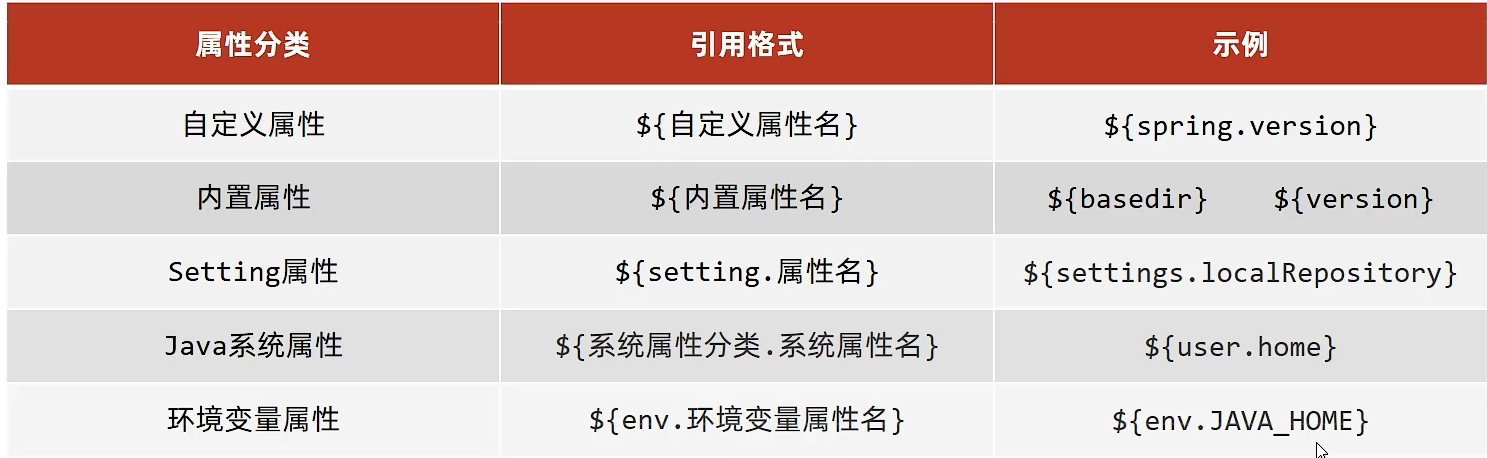 属性分类 引用格式 示例
自定义属性 ${自定义属性名} ${spring.version}
内置属性 ${内置属性名} ${basedir} ${version}
Setting属性 ${setting.属性名} ${settings.localRepository}
Java系统属性 ${系统属性分类.系统属性名} ${user.home}
环境变量属性 ${env.环境变量属性名} ${env.JAVA_HOME}